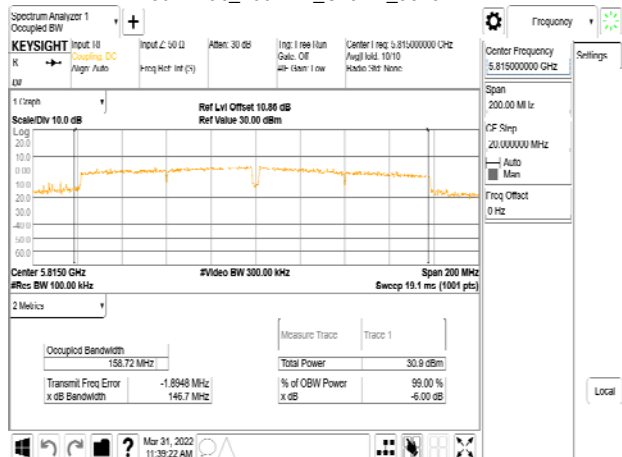 Spectrum Analyzer 1
Occupied BW
+
Frequency
KEYSIGHT
Input: RF
Coupling: DC
Align: Auto
Input Z: 50 Ω
Freq Ref: Int (S)
Atten: 30 dB
Trig: Free Run
Gate: Off
#IF Gain: Low
Center Freq: 5.815000000 GHz
Avg|Hold: 10/10
Radio Std: None
Center Frequency
5.815000000 GHz
Settings
Span
200.00 MHz
CF Step
20.000000 MHz
Auto
Man
Freq Offset
0 Hz
1 Graph
Scale/Div 10.0 dB
Ref Lvl Offset 10.86 dB
Ref Value 30.00 dBm
Log
20.0
10.0
0.00
-10.0
-20.0
-30.0
-40.0
-50.0
-60.0
Center 5.8150 GHz
#Res BW 100.00 kHz
#Video BW 300.00 kHz
Span 200 MHz
Sweep 19.1 ms (1001 pts)
2 Metrics
Measure Trace
Trace 1
Occupied Bandwidth
158.72 MHz
Total Power
30.9 dBm
Transmit Freq Error
-1.8948 MHz
% of OBW Power
99.00 %
x dB Bandwidth
146.7 MHz
x dB
-6.00 dB
Local
?
Mar 31, 2022
11:39:22 AM